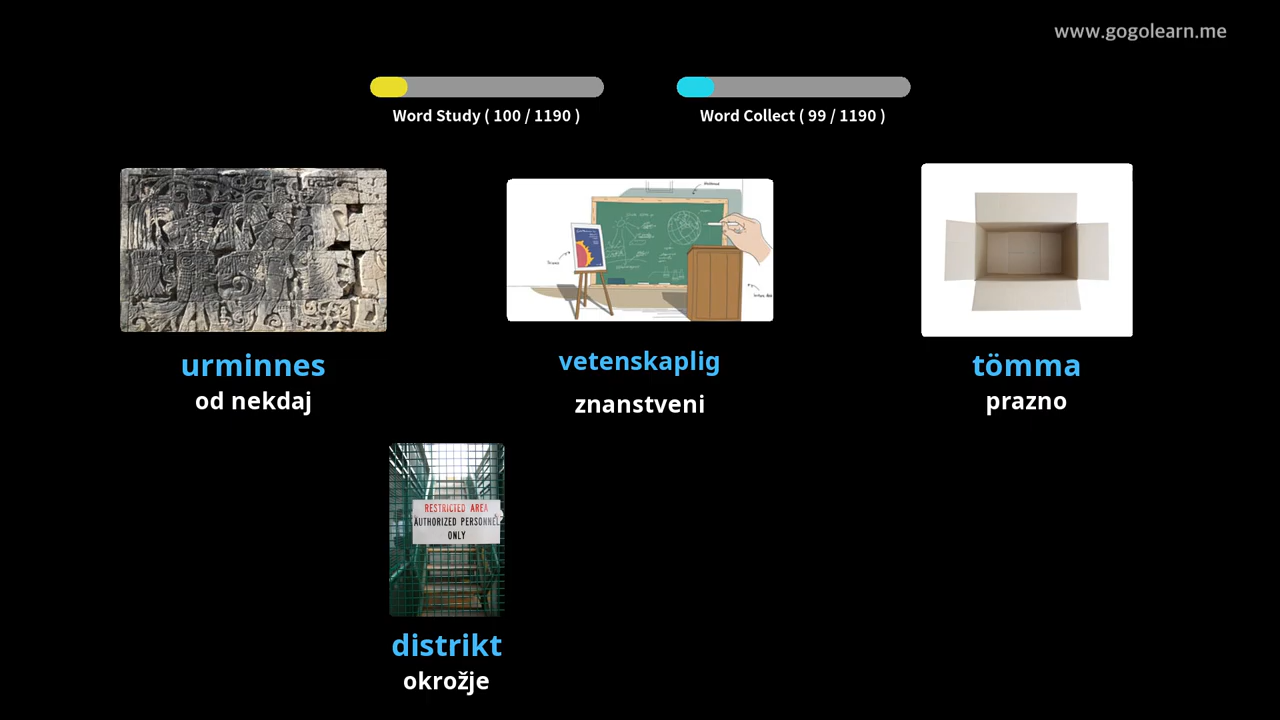 www.gogolearn.me
Word Study ( 100 / 1190 )
Word Collect ( 99 / 1190 )
urminnes
od nekdaj
vetenskaplig
znanstveni
tömma
prazno
RESTRICTED AREA
AUTHORIZED PERSONNEL
ONLY
distrikt
okrožje